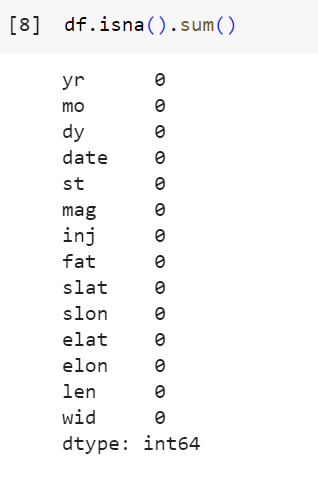 [8] df.isna().sum()
yr 0
mo 0
dy 0
date 0
st 0
mag 0
inj 0
fat 0
slat 0
slon 0
elat 0
elon 0
len 0
wid 0
dtype: int64